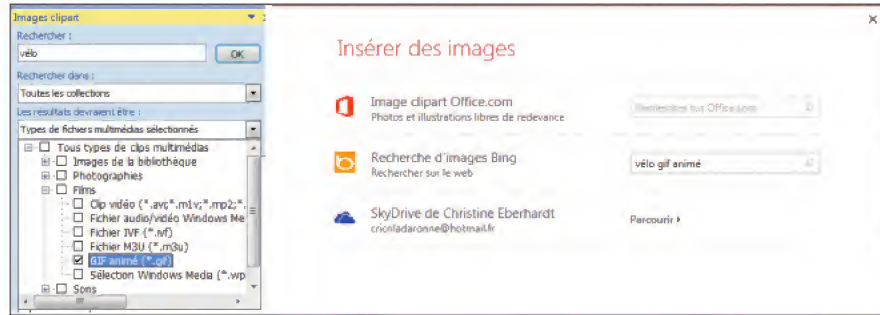 Images clipart
Rechercher :
vélo
OK
Rechercher dans :
Toutes les collections
Les résultats devraient être :
Types de fichiers multimédias sélectionnés
Tous types de clips multimédias
Images de la bibliothèque
Photographies
Films
Clip vidéo (*.avi;*.m1v;*.mp2;*.
Fichier audio/vidéo Windows Me
Fichier IVF (*.ivf)
Fichier M3U (*.m3u)
GIF animé (*.gif)
Sélection Windows Media (*.wp
Sons
Insérer des images
Image clipart Office.com
Photos et illustrations libres de redevance
Rechercher sur Office.com
Recherche d'images Bing
Rechercher sur le web
vélo gif animé
SkyDrive de Christine Eberhardt
cricriladaronne@hotmail.fr
Parcourir